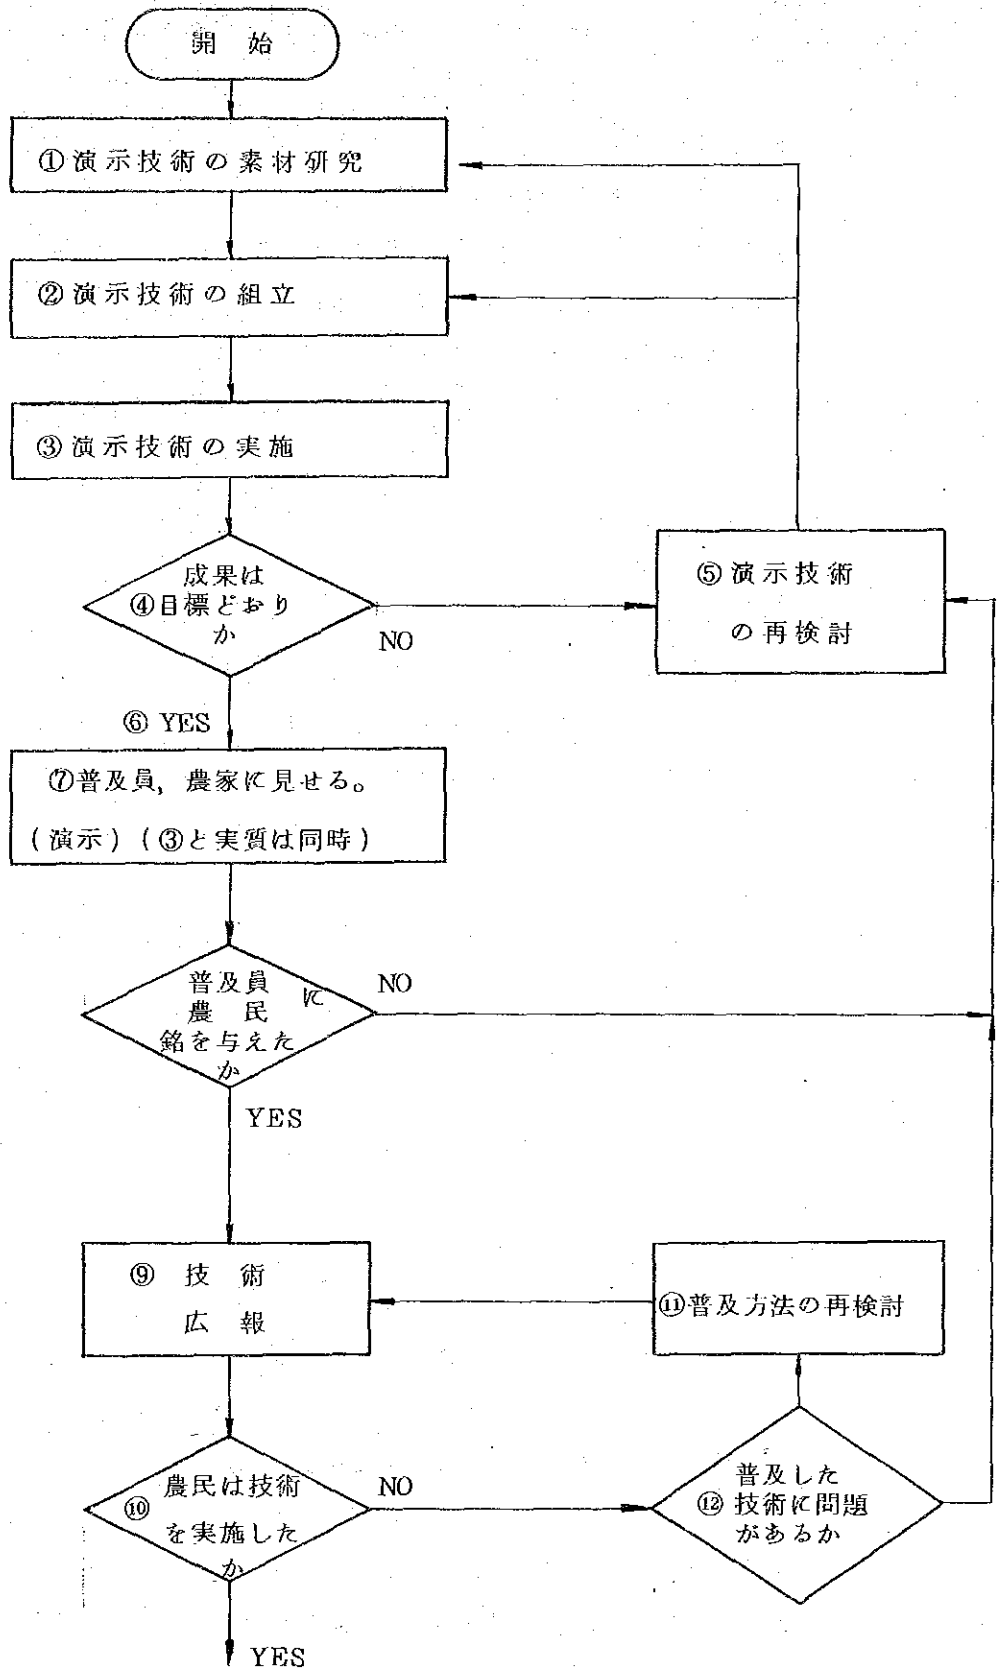 開始
①演示技術の素材研究
②演示技術の組立
③演示技術の実施
成果は
④目標どおり
か
NO
⑤演示技術
の再検討
⑥ YES
⑦普及員，農家に見せる。
(演示)(③と実質は同時)
普及員
農民に
銘を与えた
か
NO
YES
⑨ 技術
広報
⑪普及方法の再検討
農民は技術
⑩
を実施した
か
NO
普及した
⑫技術に問題
があるか
YES